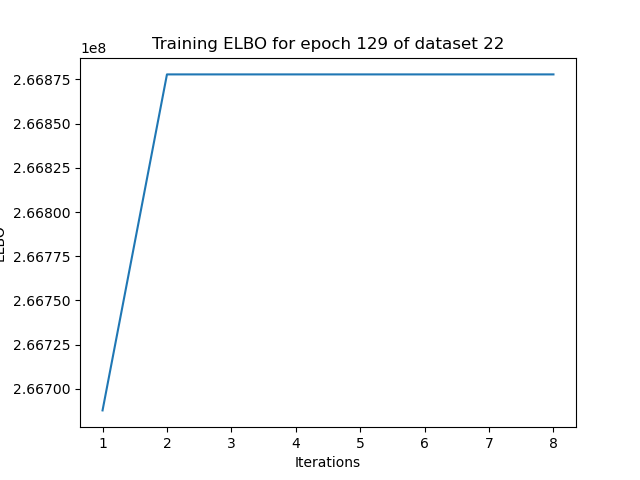 Training ELBO for epoch 129 of dataset 22
1e8
2.66875
2.66850
2.66825
2.66800
2.66775
2.66750
2.66725
2.66700
ELBO
1 2 3 4 5 6 7 8
Iterations